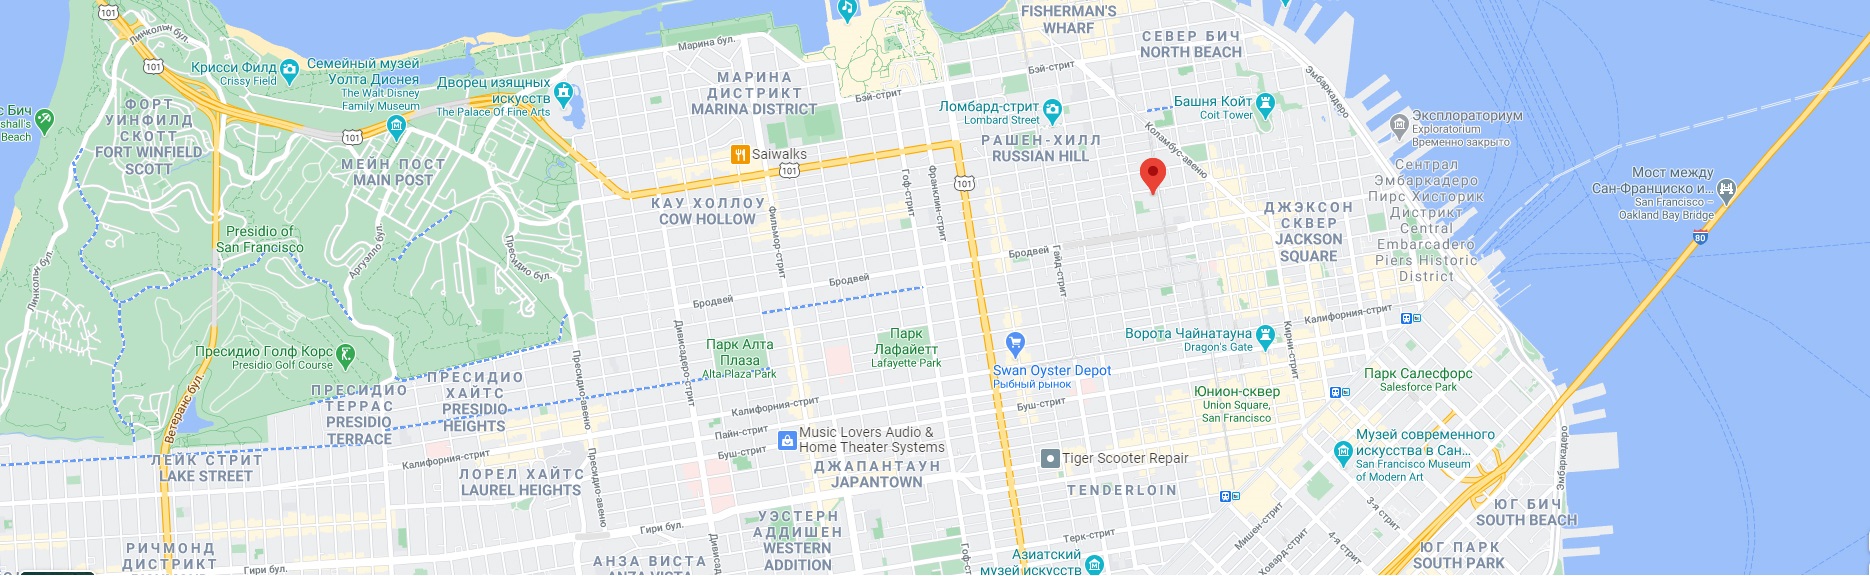 101
Линкольн бул.
101
Крисси Филд
Crissy Field
Семейный музей
Уолта Диснея
The Walt Disney
Family Museum
Дворец изящных
искусств
The Palace Of Fine Arts
Марина бул.
МАРИНА
ДИСТРИКТ
MARINA DISTRICT
Бэй-стрит
FISHERMAN'S
WHARF
Бэй-стрит
СЕВЕР БИЧ
NORTH BEACH
Эмбаркадеро
Ломбард-стрит
Lombard Street
Башня Койт
Coit Tower
Эксплораториум
Exploratorium
Временно закрыто
Бич
shall's
Beach
ФОРТ
УИНФИЛД
СКОТТ
FORT WINFIELD
SCOTT
101
МЕЙН ПОСТ
MAIN POST
Saiwalks
101
РАШЕН-ХИЛЛ
RUSSIAN HILL
Коламбус-авеню
Сентрал
Эмбаркадеро
Пирс Хисторик
Дистрикт
Central
Embarcadero
Piers Historic
District
Мост между
Сан-Франциско и...
San Francisco –
Oakland Bay Bridge
80
КАУ ХОЛЛОУ
COW HOLLOW
Гоф-стрит
Франклин-стрит
101
ДЖЭКСОН
СКВЕР
JACKSON
SQUARE
Presidio of
San Francisco
Линкольн бул.
Аргуэлло бул.
Пресидио бул.
Филмор-стрит
Бродвей
Гайд-стрит
Бродвей
Бродвей
Калифорния-стрит
Пресидио Голф Корс
Presidio Golf Course
Ветеранс бул.
Дивисадеро-стрит
Парк Алта
Плаза
Alta Plaza Park
Парк
Лафайетт
Lafayette Park
Ворота Чайнатауна
Dragon's Gate
Кирни-стрит
Swan Oyster Depot
Рыбный рынок
Парк Салесфорс
Salesforce Park
ПРЕСИДИО
ТЕРРАС
PRESIDIO
TERRACE
ПРЕСИДИО
ХАЙТС
PRESIDIO
HEIGHTS
Пресидио-авеню
Калифорния-стрит
Буш-стрит
Юнион-сквер
Union Square,
San Francisco
Пайн-стрит
Буш-стрит
Music Lovers Audio &
Home Theater Systems
Музей современного
искусства в Сан...
San Francisco Museum
of Modern Art
Эмбаркадеро
ЛЕЙК СТРИТ
LAKE STREET
Калифорния-стрит
ЛОРЕЛ ХАЙТС
LAUREL HEIGHTS
Пресидио-авеню
ДЖАПАНТАУН
JAPANTOWN
Tiger Scooter Repair
TENDERLOIN
ЮГ БИЧ
SOUTH BEACH
УЭСТЕРН
АДДИШЕН
WESTERN
ADDITION
Гири бул.
Терк-стрит
Мишен-стрит
Ховард-стрит
3-я стрит
4-я стрит
РИЧМОНД
ДИСТРИКТ
Гири бул.
АНЗА ВИСТА
ANZA VISTA
Дивисад
Гоф-ст
Азиатский
музей искусств
ЮГ ПАРК
SOUTH PARK